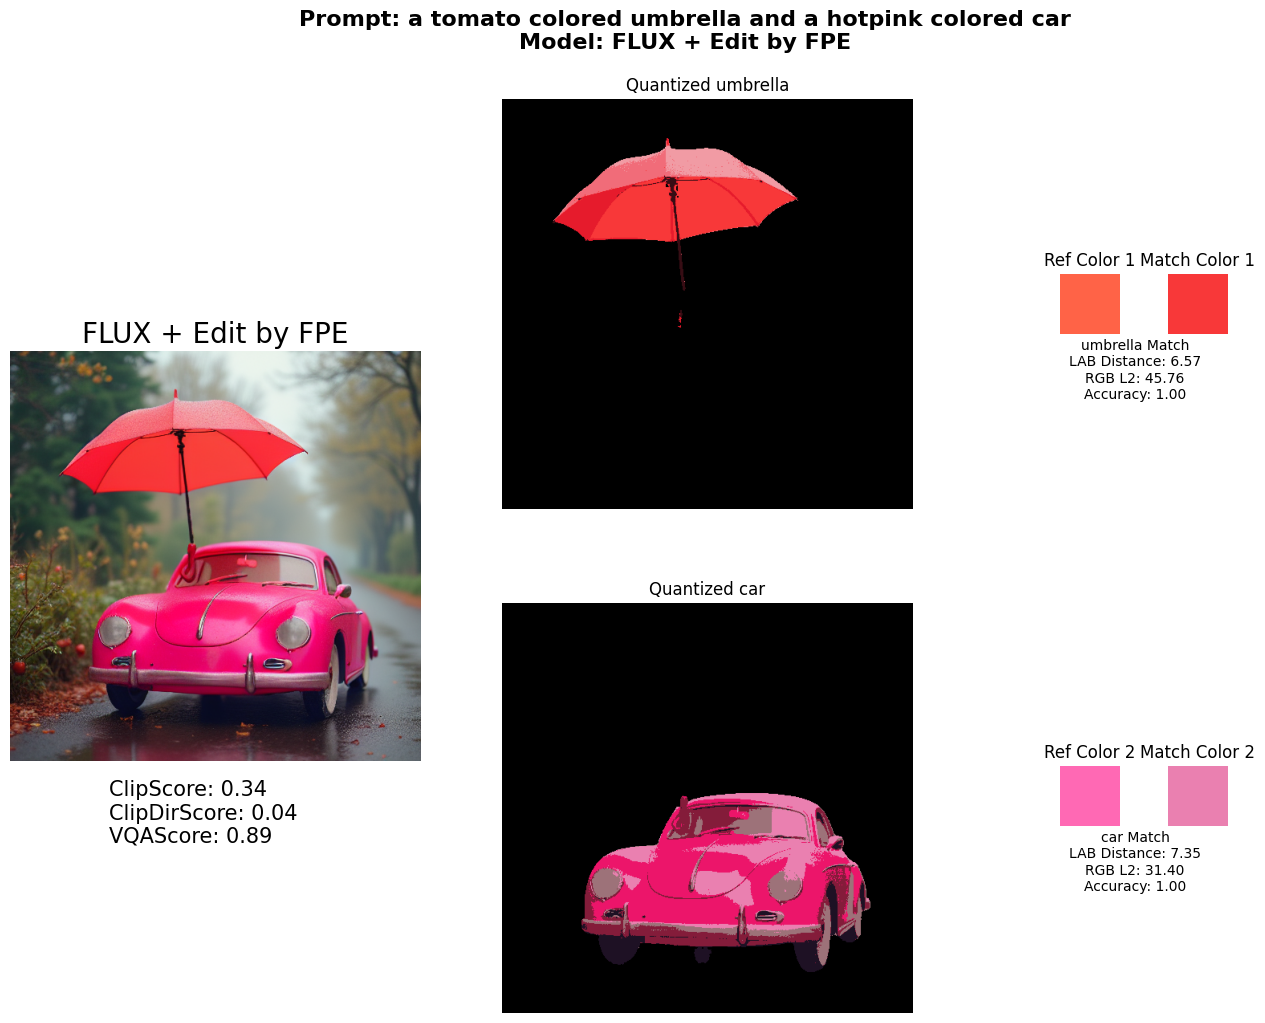 Prompt: a tomato colored umbrella and a hotpink colored car
Model: FLUX + Edit by FPE
FLUX + Edit by FPE
ClipScore: 0.34
ClipDirScore: 0.04
VQAScore: 0.89
Quantized umbrella
Ref Color 1 Match Color 1
umbrella Match
LAB Distance: 6.57
RGB L2: 45.76
Accuracy: 1.00
Quantized car
Ref Color 2 Match Color 2
car Match
LAB Distance: 7.35
RGB L2: 31.40
Accuracy: 1.00